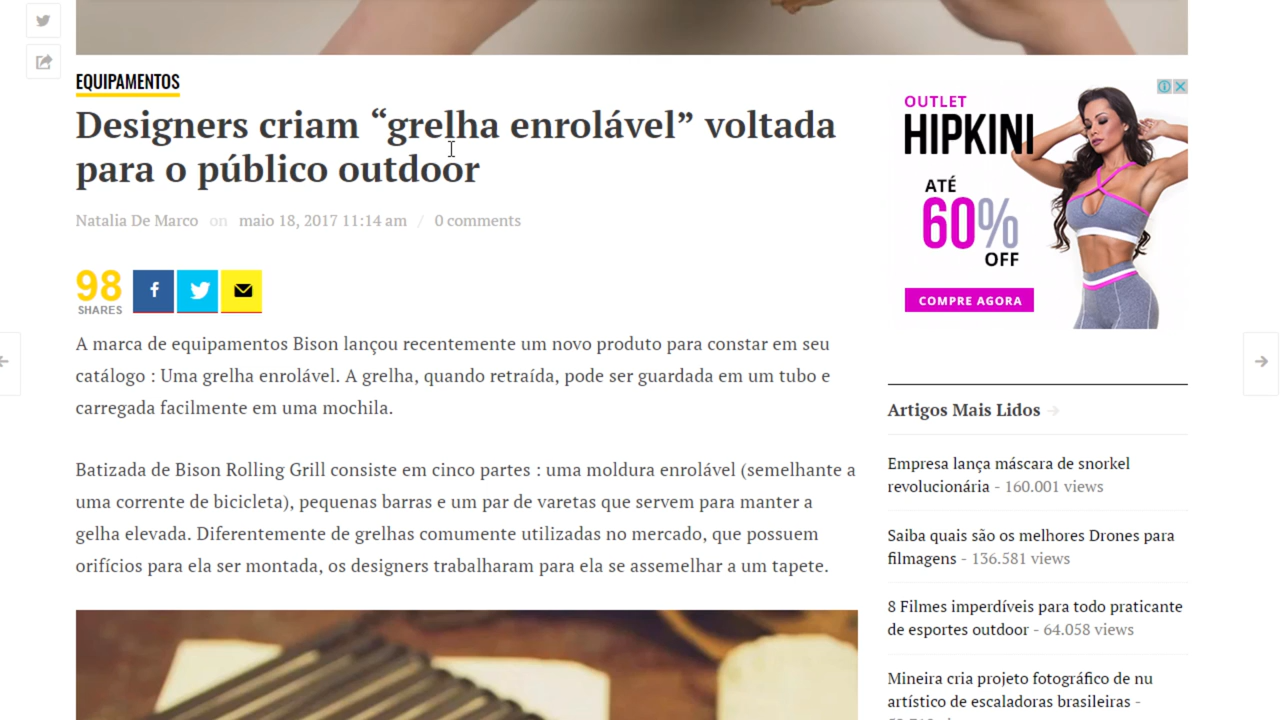 EQUIPAMENTOS
Designers criam “grelha enrolável” voltada
para o público outdoor
Natalia De Marco on maio 18, 2017 11:14 am / 0 comments
98
SHARES
A marca de equipamentos Bison lançou recentemente um novo produto para constar em seu
catálogo : Uma grelha enrolável. A grelha, quando retraída, pode ser guardada em um tubo e
carregada facilmente em uma mochila.
Batizada de Bison Rolling Grill consiste em cinco partes : uma moldura enrolável (semelhante a
uma corrente de bicicleta), pequenas barras e um par de varetas que servem para manter a
gelha elevada. Diferentemente de grelhas comumente utilizadas no mercado, que possuem
orifícios para ela ser montada, os designers trabalharam para ela se assemelhar a um tapete.
OUTLET
HIPKINI
ATÉ
60%
OFF
COMPRE AGORA
Artigos Mais Lidos
Empresa lança máscara de snorkel
revolucionária - 160.001 views
Saiba quais são os melhores Drones para
filmagens - 136.581 views
8 Filmes imperdíveis para todo praticante
de esportes outdoor - 64.058 views
Mineira cria projeto fotográfico de nu
artístico de escaladoras brasileiras -